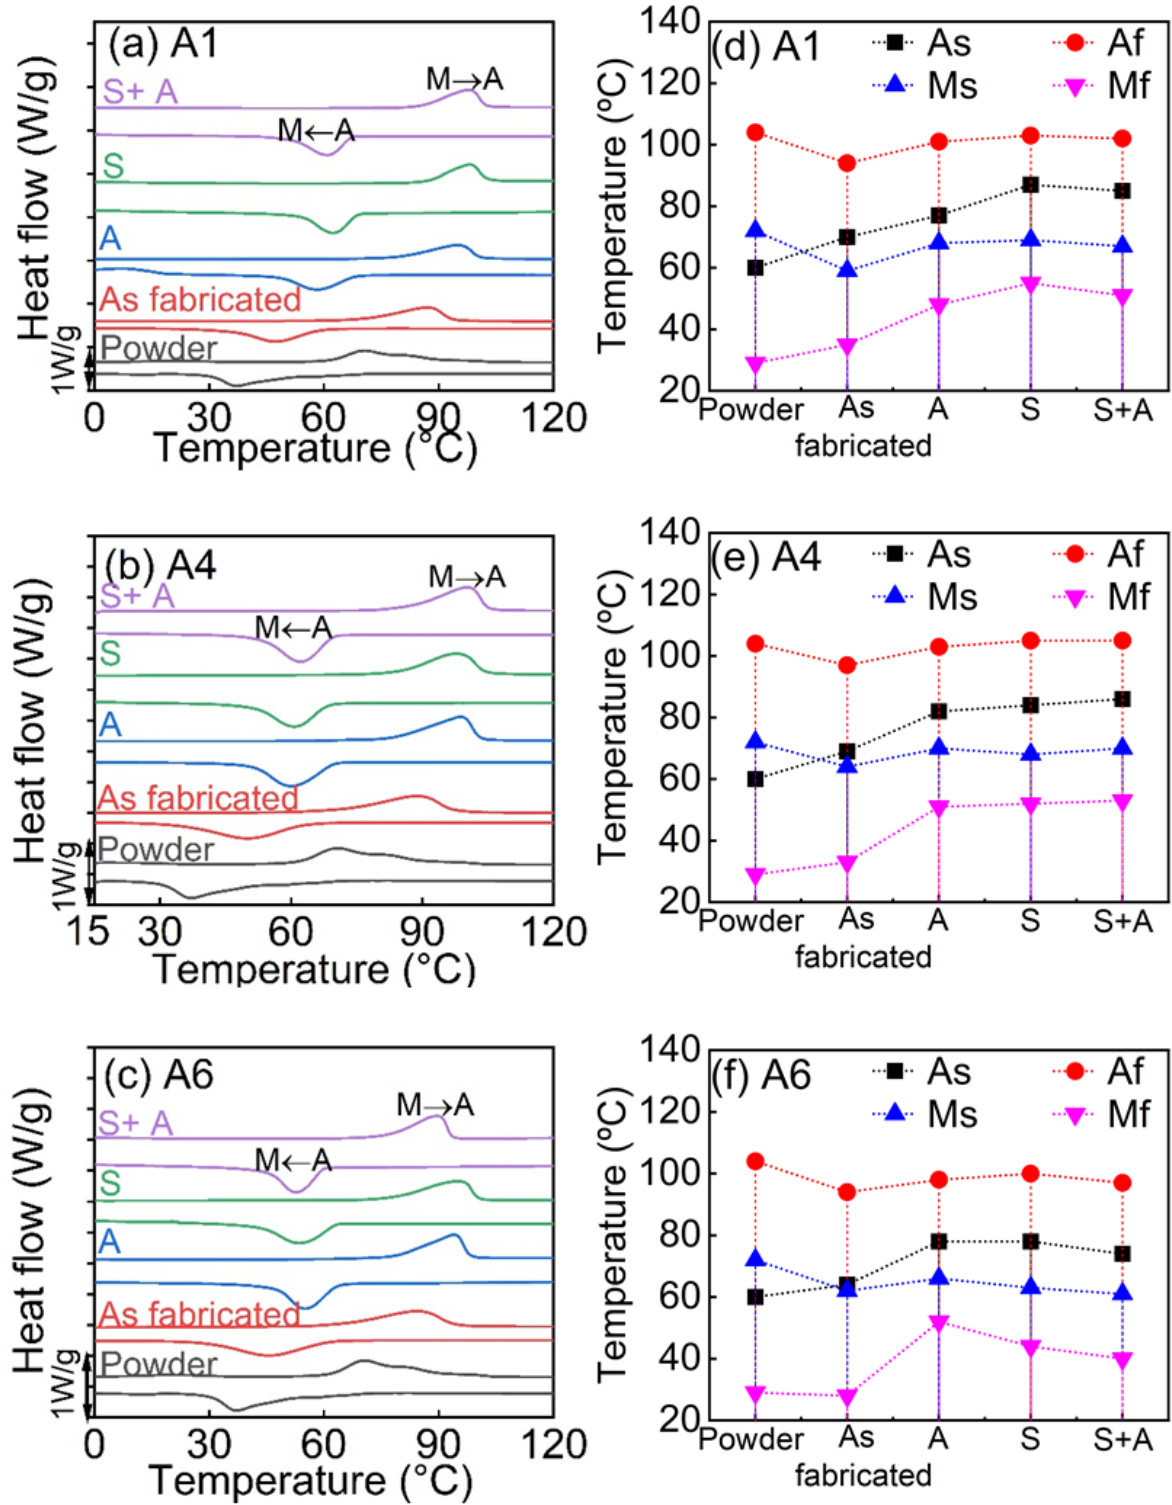 (a) A1
S+ A
M→A
M←A
S
A
As fabricated
Powder
1W/g
Heat flow (W/g)
0 30 60 90 120
Temperature (°C)
(d) A1
As
Af
Ms
Mf
140
120
100
80
60
40
20
Temperature (ºC)
Powder As A S S+A
fabricated
(b) A4
S+ A
M→A
M←A
S
A
As fabricated
Powder
1W/g
Heat flow (W/g)
15 30 60 90 120
Temperature (°C)
(e) A4
As
Af
Ms
Mf
140
120
100
80
60
40
20
Temperature (ºC)
Powder As A S S+A
fabricated
(c) A6
S+ A
M→A
M←A
S
A
As fabricated
Powder
1W/g
Heat flow (W/g)
0 30 60 90 120
Temperature (°C)
(f) A6
As
Af
Ms
Mf
140
120
100
80
60
40
20
Temperature (ºC)
Powder As A S S+A
fabricated